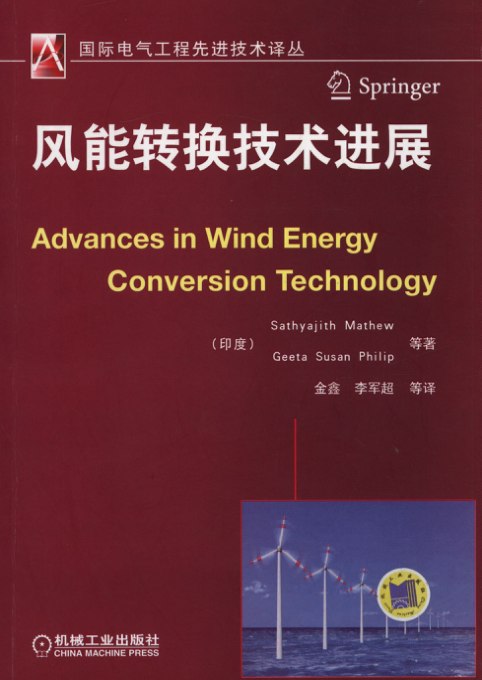 国际电气工程先进技术译丛
Springer
风能转换技术进展
Advances in Wind Energy
Conversion Technology
Sathyajith Mathew
(印度) 等著
Geeta Susan Philip
金鑫 李军超 等译
机械工业出版社
CHINA MACHINE PRESS